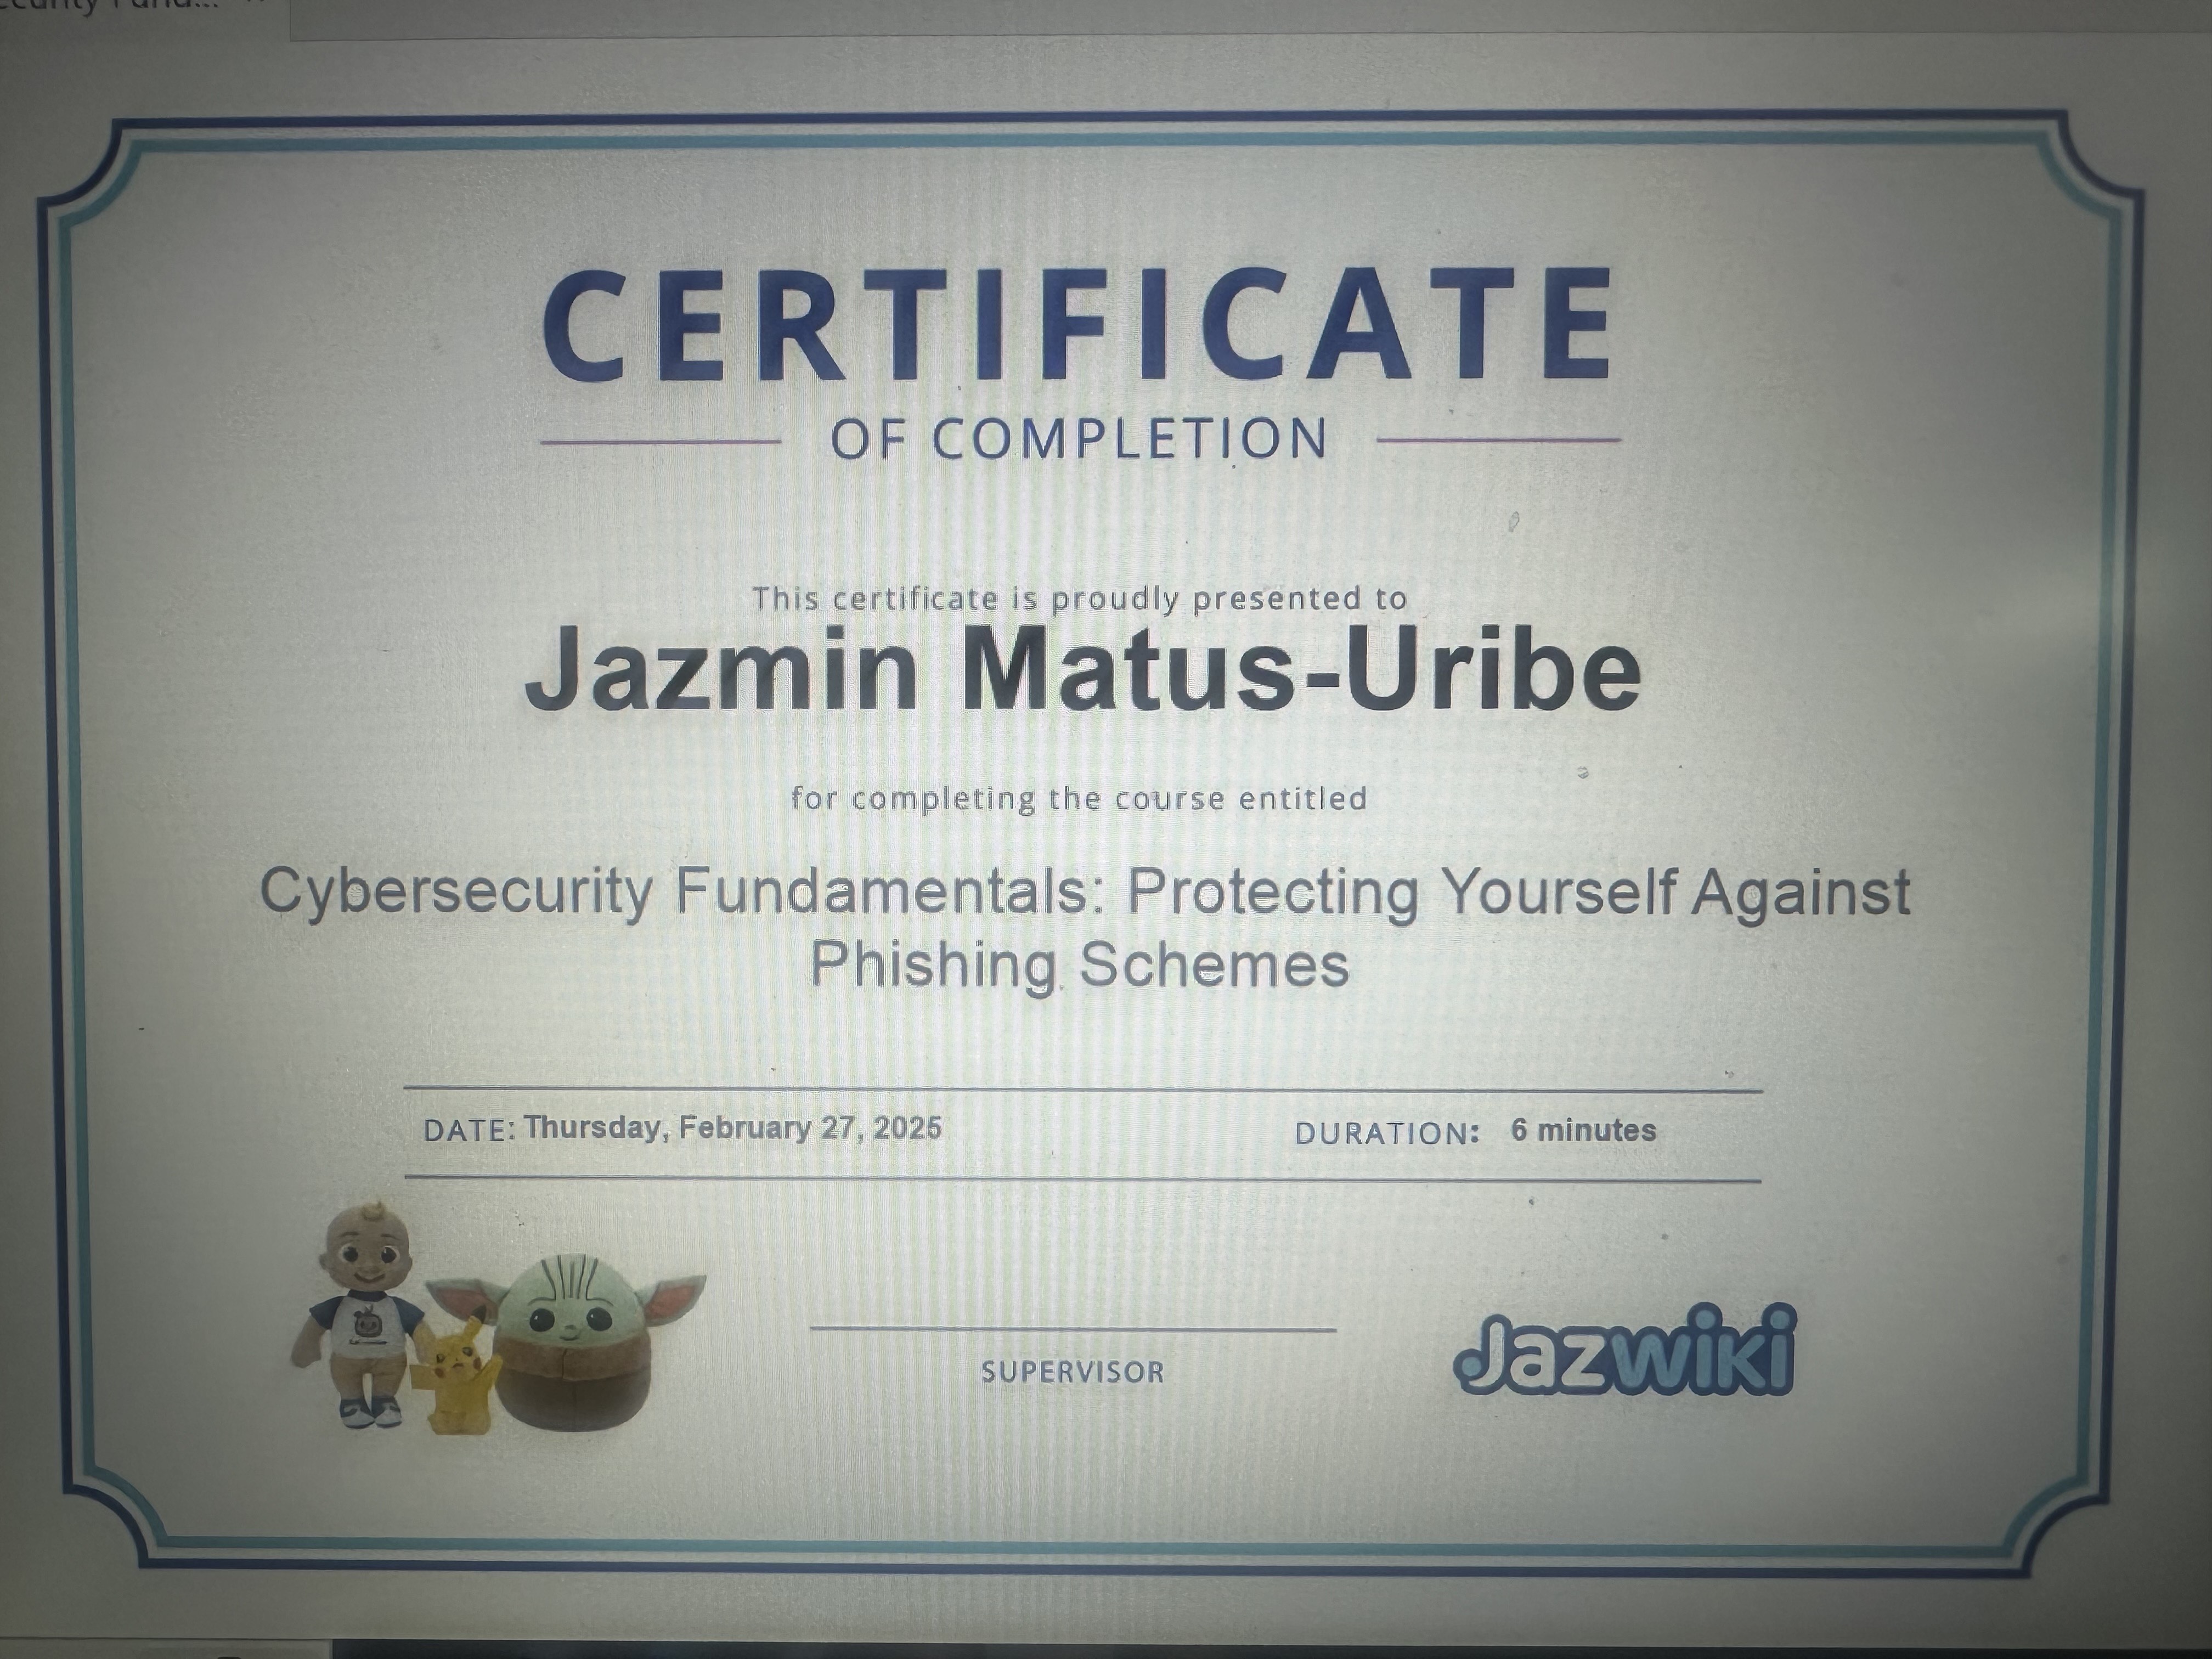 CERTIFICATE
OF COMPLETION
This certificate is proudly presented to
Jazmin Matus-Uribe
for completing the course entitled
Cybersecurity Fundamentals: Protecting Yourself Against
Phishing Schemes
DATE: Thursday, February 27, 2025 DURATION: 6 minutes
SUPERVISOR
Jazwiki